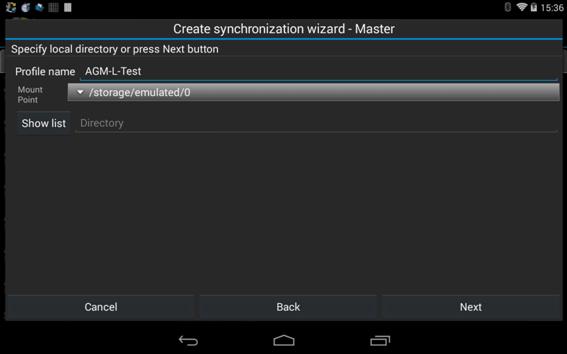 15:36
Create synchronization wizard - Master
Specify local directory or press Next button
Profile name AGM-L-Test
Mount
Point
/storage/emulated/0
Show list Directory
Cancel Back Next